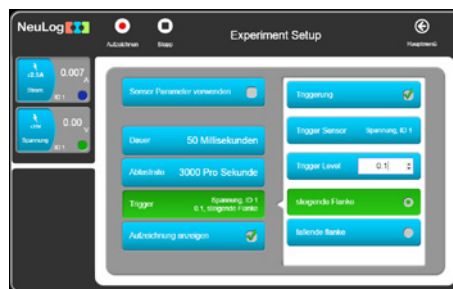 NeuLog
Aufzeichnen
Stopp
Experiment Setup
Hauptmenü
±2.5A
0.007 A
Strom
ID 1
0.00 V
Spannung
ID 1
Sensor Parameter verwenden
Dauer 50 Millisekunden
Abtastrate 3000 Pro Sekunde
Trigger
Spannung, ID 1
0.1, steigende Flanke
Aufzeichnung anzeigen
Triggerung
Trigger Sensor Spannung, ID 1
Trigger Level 0.1
steigende Flanke
fallende flanke